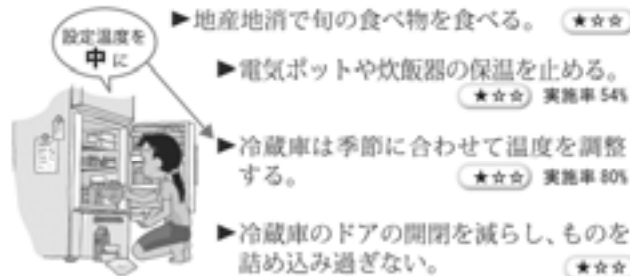 設定温度を
中に
▶地産地消で旬の食べ物を食べる。 ★☆☆
▶電気ポットや炊飯器の保温を止める。
★☆☆ 実施率54%
▶冷蔵庫は季節に合わせて温度を調整
する。 ★☆☆ 実施率80%
▶冷蔵庫のドアの開閉を減らし、ものを
詰め込み過ぎない。 ★☆☆